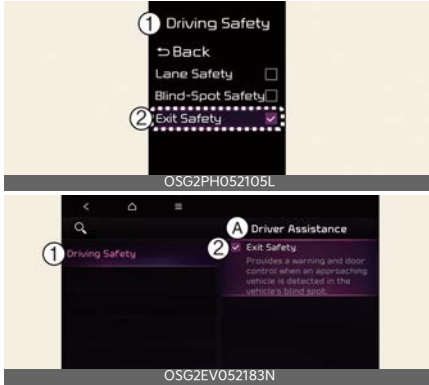 1 Driving Safety
Back
Lane Safety
Blind-Spot Safety
2 Exit Safety
OSG2PH052105L
A Driver Assistance
1 Driving Safety
2 Exit Safety
Provides a warning and door
control when an approaching
vehicle is detected in the
vehicle's blind spot.
OSG2EV052183N